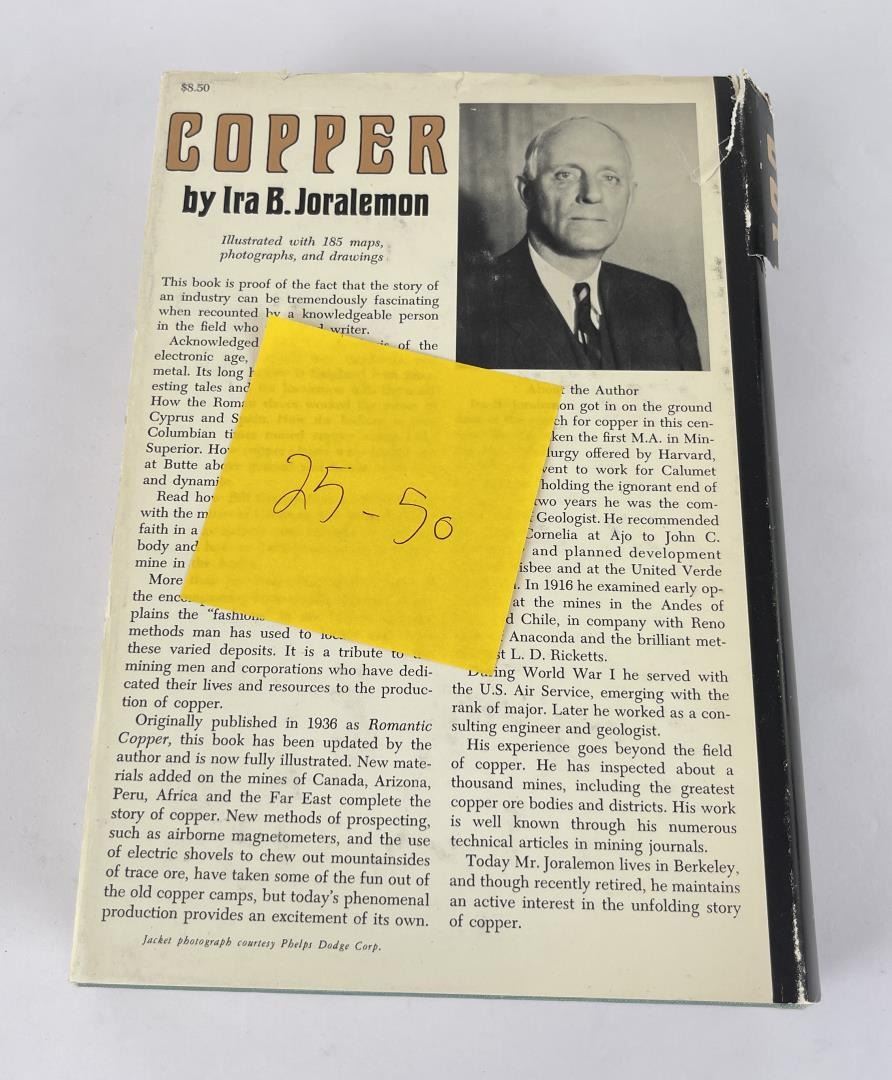 $8.50
COPPER
by Ira B. Joralemon
Illustrated with 185 maps,
photographs, and drawings
This book is proof of the fact that the story of
an industry can be tremendously fascinating
when recounted by a knowledgeable person
in the field who writer.
Acknowledged of the
electronic age,
metal. Its long
esting tales and
How the
Cyprus and
Columbian
Superior.
at Butte
and
Read
with the
faith in a
body and
mine in
More
the
plains the
methods man has used to
these varied deposits. It is a tribute to
mining men and corporations who have dedi-
cated their lives and resources to the produc-
tion of copper.
Originally published in 1936 as Romantic
Copper, this book has been updated by the
author and is now fully illustrated. New mate-
rials added on the mines of Canada, Arizona,
Peru, Africa and the Far East complete the
story of copper. New methods of prospecting,
such as airborne magnetometers, and the use
of electric shovels to chew out mountainsides
of trace ore, have taken some of the fun out of
the old copper camps, but today's phenomenal
production provides an excitement of its own.
Jacket photograph courtesy Phelps Dodge Corp.
25 - 50
the Author
got in on the ground
for copper in this cen-
the first M.A. in Min-
offered by Harvard,
to work for Calumet
holding the ignorant end of
two years he was the com-
Geologist. He recommended
Cornelia at Ajo to John C.
and planned development
and at the United Verde
In 1916 he examined early op-
at the mines in the Andes of
Chile, in company with Reno
Anaconda and the brilliant met-
L. D. Ricketts.
During World War I he served with
the U.S. Air Service, emerging with the
rank of major. Later he worked as a con-
sulting engineer and geologist.
His experience goes beyond the field
of copper. He has inspected about a
thousand mines, including the greatest
copper ore bodies and districts. His work
is well known through his numerous
technical articles in mining journals.
Today Mr. Joralemon lives in Berkeley,
and though recently retired, he maintains
an active interest in the unfolding story
of copper.